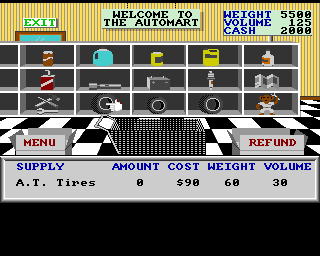 EXIT
WELCOME TO
THE AUTOMART
WEIGHT 5500
VOLUME 125
CASH 2000
MENU
REFUND
SUPPLY AMOUNT COST WEIGHT VOLUME
A.T. Tires 0 $90 60 30